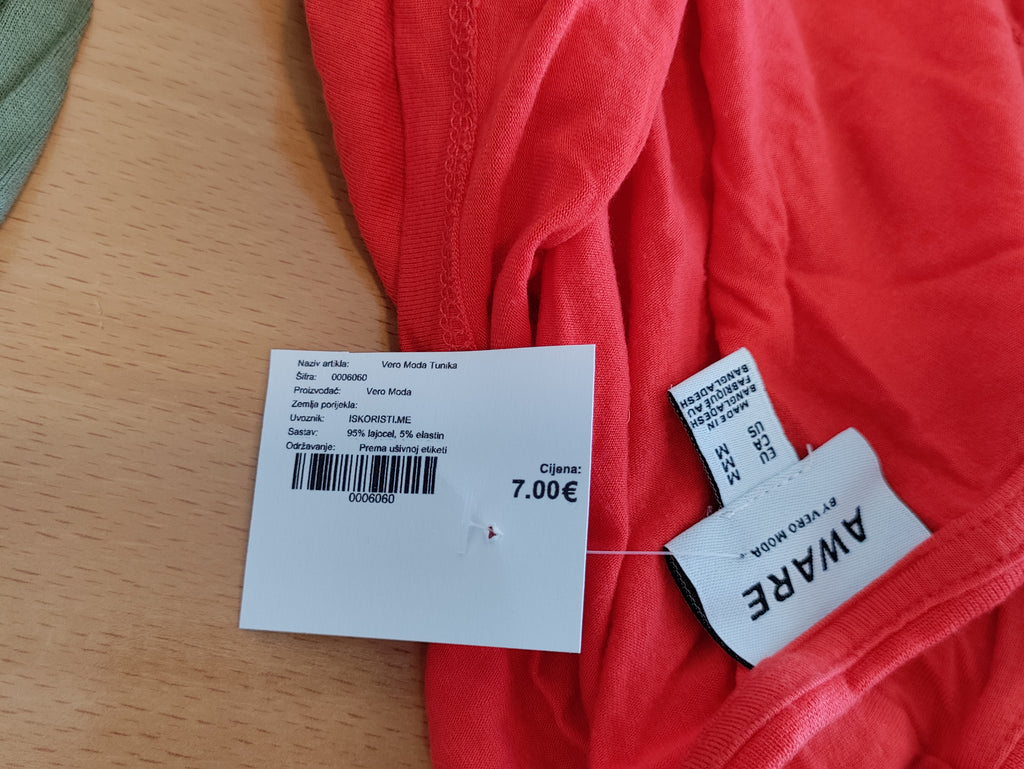 Naziv artikla: Vero Moda Tunika
Šifra: 0006060
Proizvođač: Vero Moda
Zemlja porijekla:
Uvoznik: ISKORISTI.ME
Sastav: 95% lajocel, 5% elastin
Održavanje: Prema ušivnoj etiketi
0006060
Cijena:
7.00€
MADE IN
BANGLADESH
FABRIQUÉ AU
BANGLADESH
EU M
CA M
US M
AWARE
BY VERO MODA